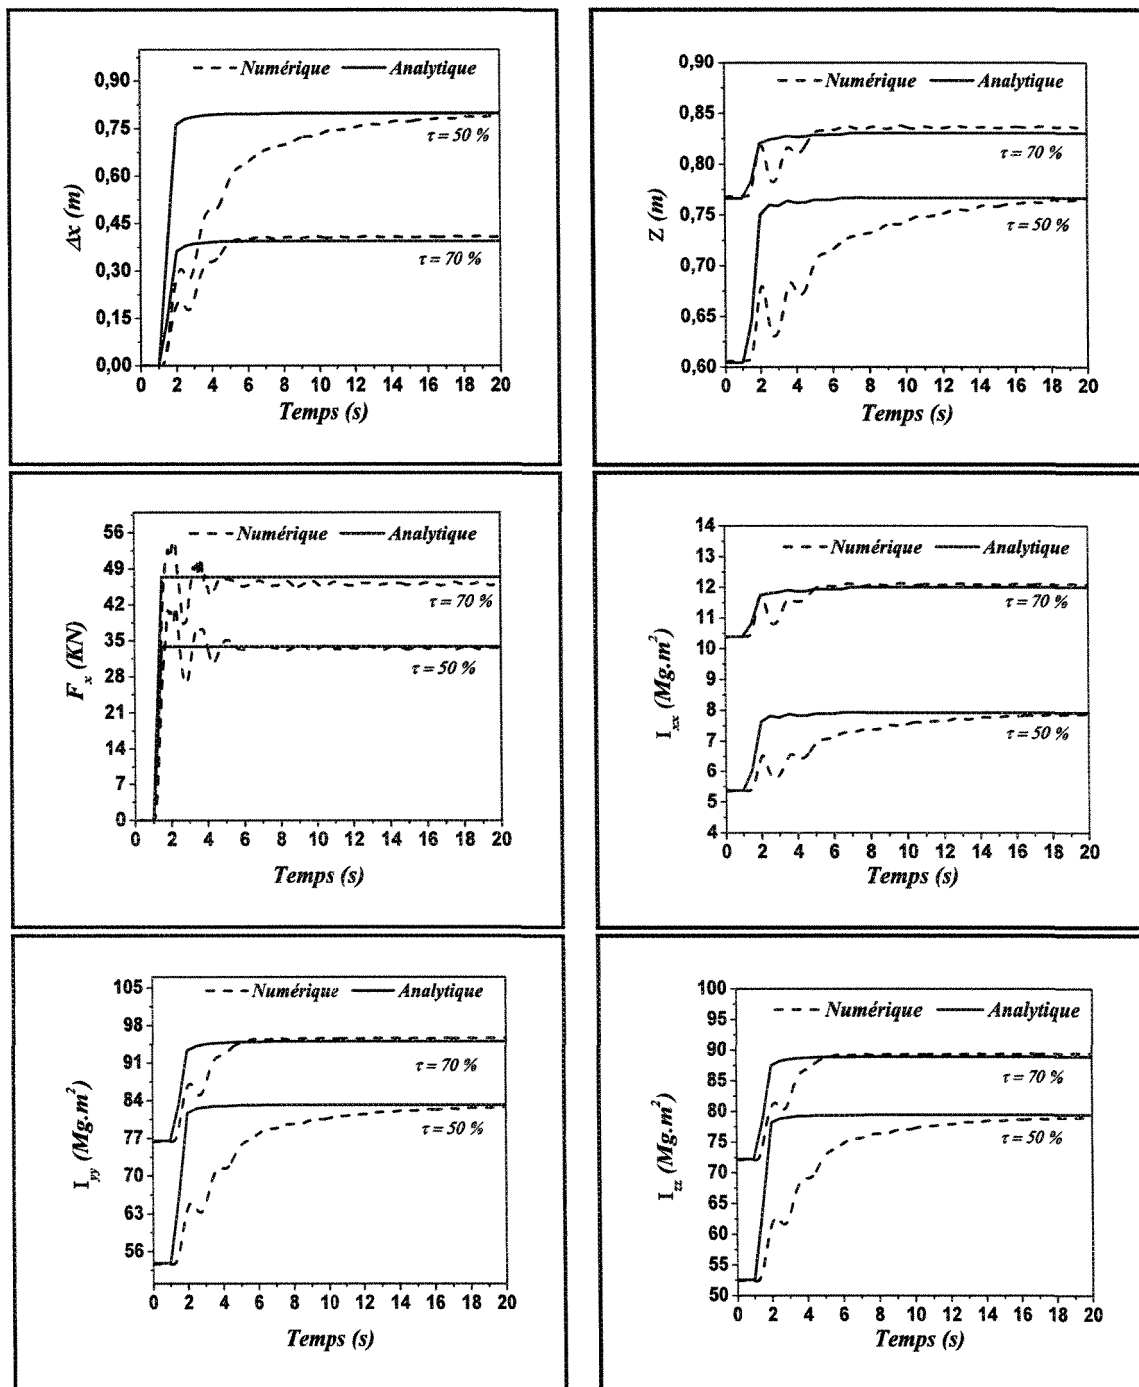 Numérique Analytique
0,90
0,75
0,60
0,45
0,30
0,15
0,00
Δx (m)
τ = 50 %
τ = 70 %
0 2 4 6 8 10 12 14 16 18 20
Temps (s)
Numérique Analytique
0,90
0,85
0,80
0,75
0,70
0,65
0,60
Z (m)
τ = 70 %
τ = 50 %
0 2 4 6 8 10 12 14 16 18 20
Temps (s)
Numérique Analytique
56
49
42
35
28
21
14
7
0
F_x (KN)
τ = 70 %
τ = 50 %
0 2 4 6 8 10 12 14 16 18 20
Temps (s)
Numérique Analytique
14
13
12
11
10
9
8
7
6
5
4
I_xx (Mg.m²)
τ = 70 %
τ = 50 %
0 2 4 6 8 10 12 14 16 18 20
Temps (s)
Numérique Analytique
105
98
91
84
77
70
63
56
I_yy (Mg.m²)
τ = 70 %
τ = 50 %
0 2 4 6 8 10 12 14 16 18 20
Temps (s)
Numérique Analytique
100
95
90
85
80
75
70
65
60
55
50
I_zz (Mg.m²)
τ = 70 %
τ = 50 %
0 2 4 6 8 10 12 14 16 18 20
Temps (s)